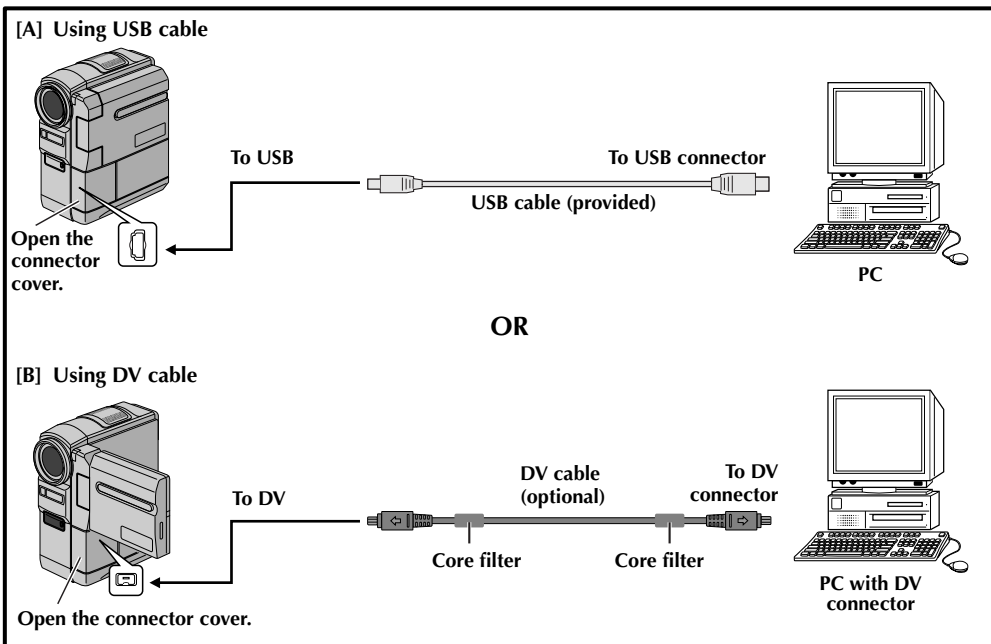 [A] Using USB cable
To USB
To USB connector
USB cable (provided)
Open the
connector
cover.
PC
OR
[B] Using DV cable
To DV
DV cable
(optional)
To DV
connector
Core filter
Core filter
Open the connector cover.
PC with DV
connector